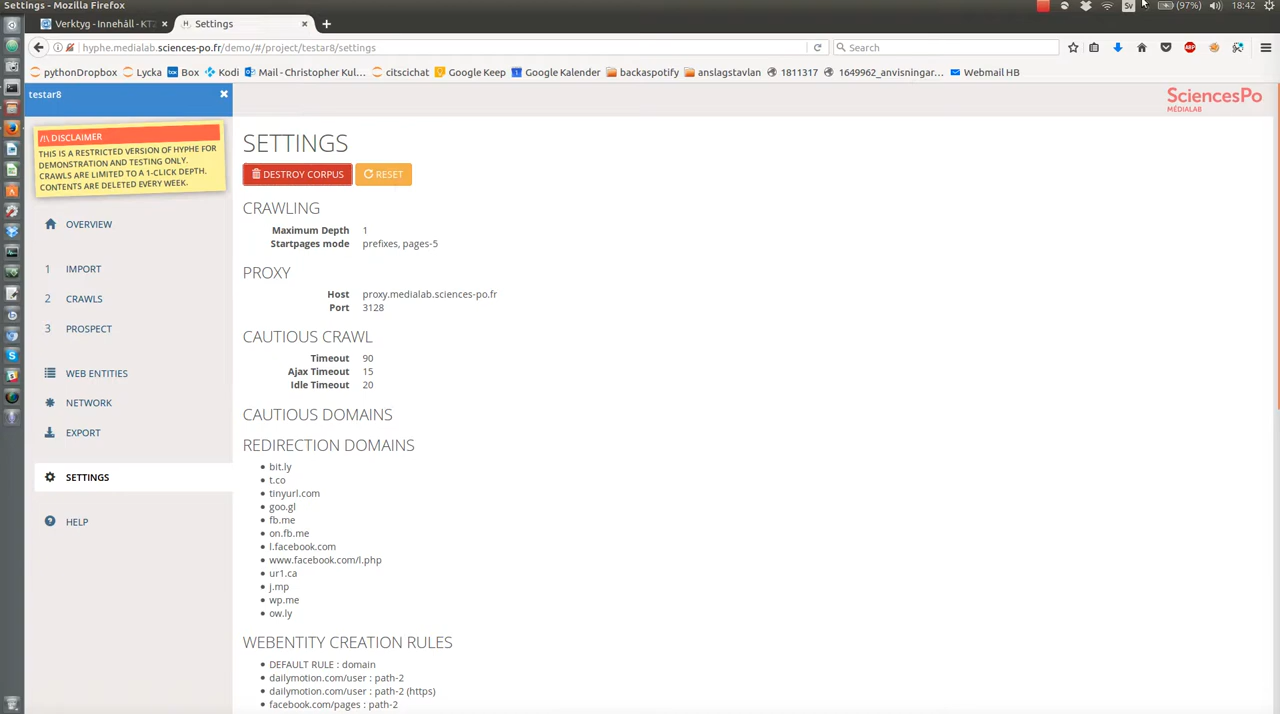 Settings - Mozilla Firefox
Sv
(97%)
18:42
Verktyg - Innehåll - KT2
Settings
hyphe.medialab.sciences-po.fr/demo/#/project/testar8/settings
Search
ABP
pythonDropbox
Lycka
box Box
Kodi
Mail - Christopher Kul...
citsicchat
Google Keep
Google Kalender
backaspotify
anslagstavlan
1811317
1649962_anvisningar...
Webmail HB
testar8
SciencesPo
MÉDIALAB
/!\ DISCLAIMER
THIS IS A RESTRICTED VERSION OF HYPHE FOR
DEMONSTRATION AND TESTING ONLY.
CRAWLS ARE LIMITED TO A 1-CLICK DEPTH.
CONTENTS ARE DELETED EVERY WEEK.
OVERVIEW
1 IMPORT
2 CRAWLS
3 PROSPECT
WEB ENTITIES
NETWORK
EXPORT
SETTINGS
HELP
SETTINGS
DESTROY CORPUS
RESET
CRAWLING
Maximum Depth 1
Startpages mode prefixes, pages-5
PROXY
Host proxy.medialab.sciences-po.fr
Port 3128
CAUTIOUS CRAWL
Timeout 90
Ajax Timeout 15
Idle Timeout 20
CAUTIOUS DOMAINS
REDIRECTION DOMAINS
• bit.ly
• t.co
• tinyurl.com
• goo.gl
• fb.me
• on.fb.me
• l.facebook.com
• www.facebook.com/l.php
• ur1.ca
• j.mp
• wp.me
• ow.ly
WEBENTITY CREATION RULES
• DEFAULT RULE : domain
• dailymotion.com/user : path-2
• dailymotion.com/user : path-2 (https)
• facebook.com/pages : path-2